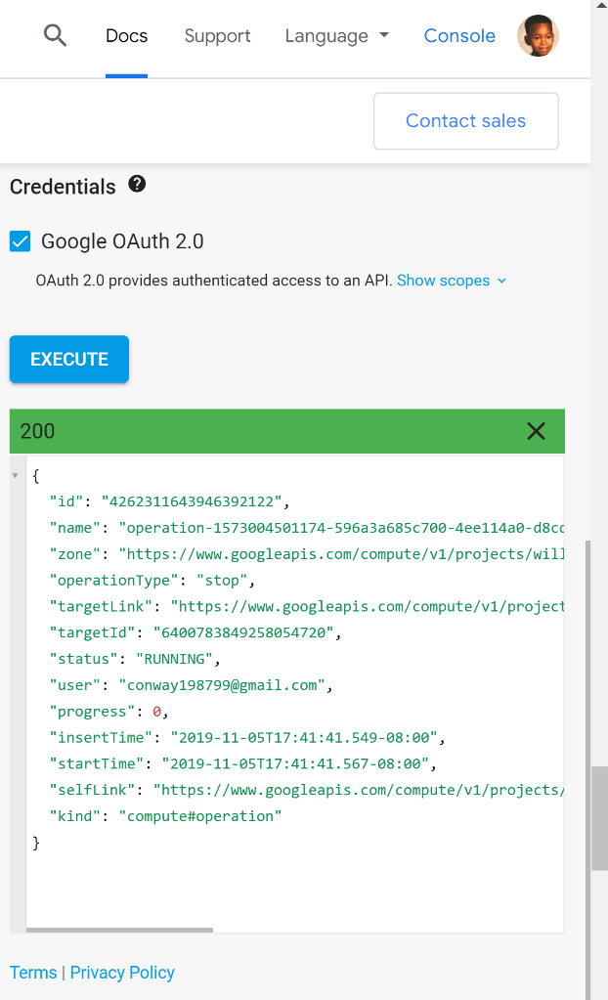 Docs Support Language Console
Contact sales
Credentials ?
Google OAuth 2.0
OAuth 2.0 provides authenticated access to an API. Show scopes
EXECUTE
200
{
"id": "4262311643946392122",
"name": "operation-1573004501174-596a3a685c700-4ee114a0-d8cc
"zone": "https://www.googleapis.com/compute/v1/projects/will
"operationType": "stop",
"targetLink": "https://www.googleapis.com/compute/v1/project
"targetId": "6400783849258054720",
"status": "RUNNING",
"user": "conway198799@gmail.com",
"progress": 0,
"insertTime": "2019-11-05T17:41:41.549-08:00",
"startTime": "2019-11-05T17:41:41.567-08:00",
"selfLink": "https://www.googleapis.com/compute/v1/projects/
"kind": "compute#operation"
}
Terms | Privacy Policy